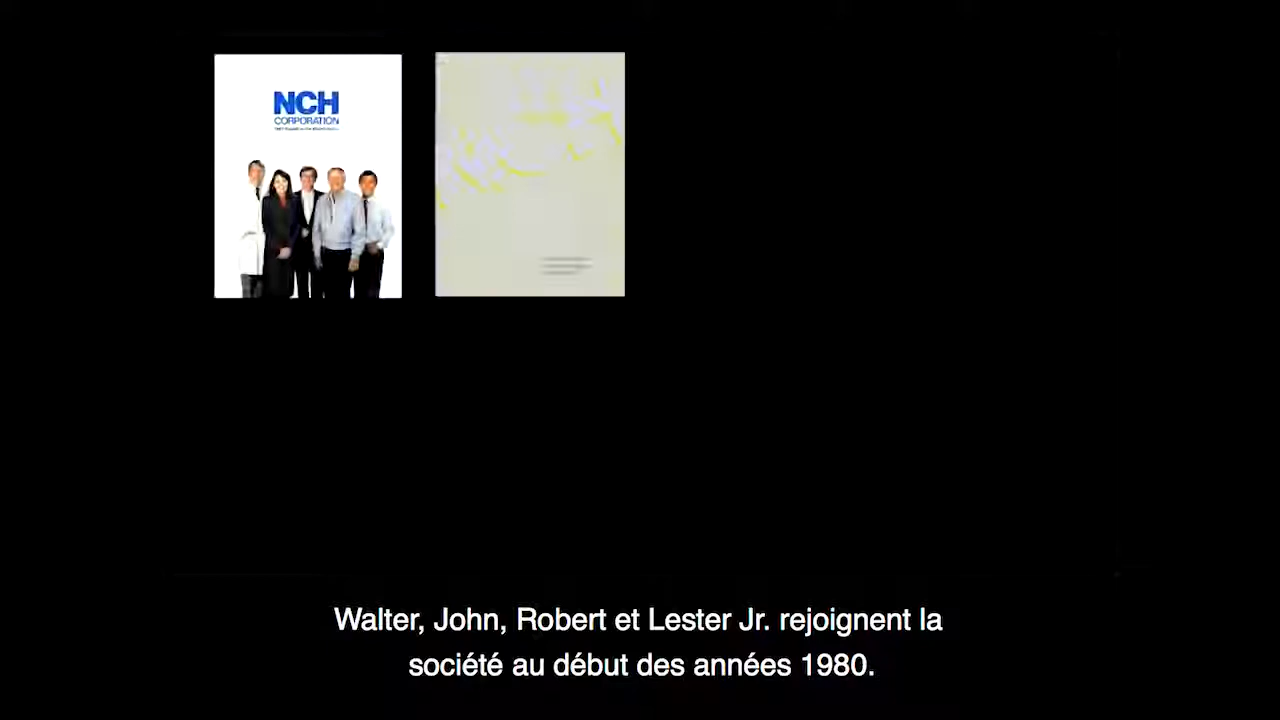 NCH
CORPORATION
Walter, John, Robert et Lester Jr. rejoignent la
société au début des années 1980.